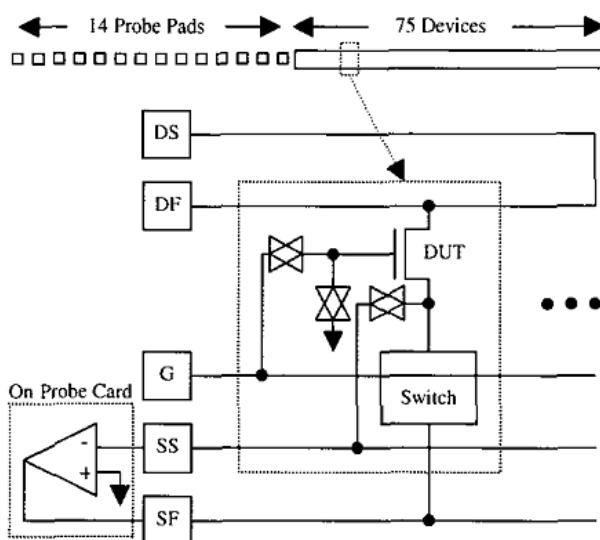 14 Probe Pads
75 Devices
DS
DF
DUT
G
Switch
On Probe Card
-
+
SS
SF